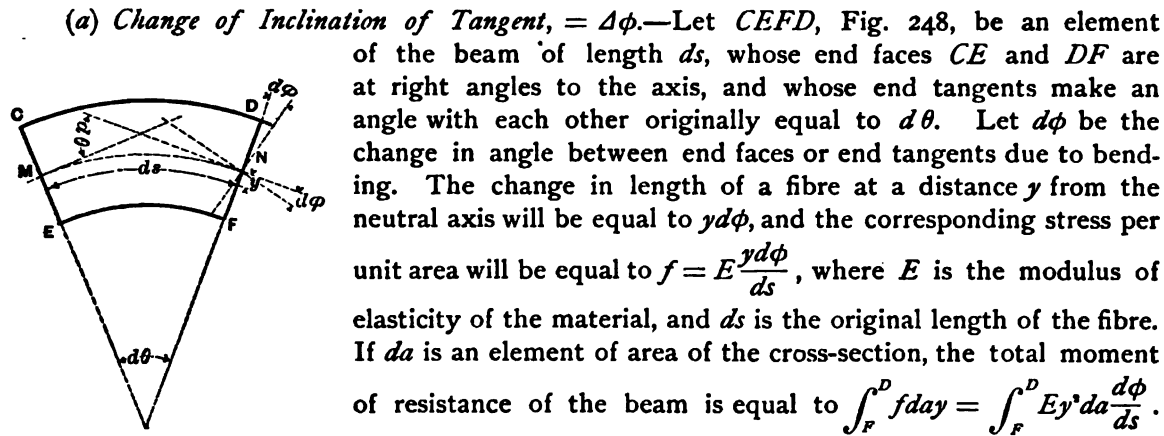 (a) Change of Inclination of Tangent, = Δϕ.—Let CEFD, Fig. 248, be an element
of the beam of length ds, whose end faces CE and DF are
at right angles to the axis, and whose end tangents make an
angle with each other originally equal to dθ. Let dϕ be the
change in angle between end faces or end tangents due to bend-
ing. The change in length of a fibre at a distance y from the
neutral axis will be equal to ydϕ, and the corresponding stress per
unit area will be equal to f = E ydϕ/ds, where E is the modulus of
elasticity of the material, and ds is the original length of the fibre.
If da is an element of area of the cross-section, the total moment
of resistance of the beam is equal to ∫_F^D fday = ∫_F^D Ey²da dϕ/ds.
C
D
dϕ
dθ
M
ds
N
y
dϕ
E
F
dθ